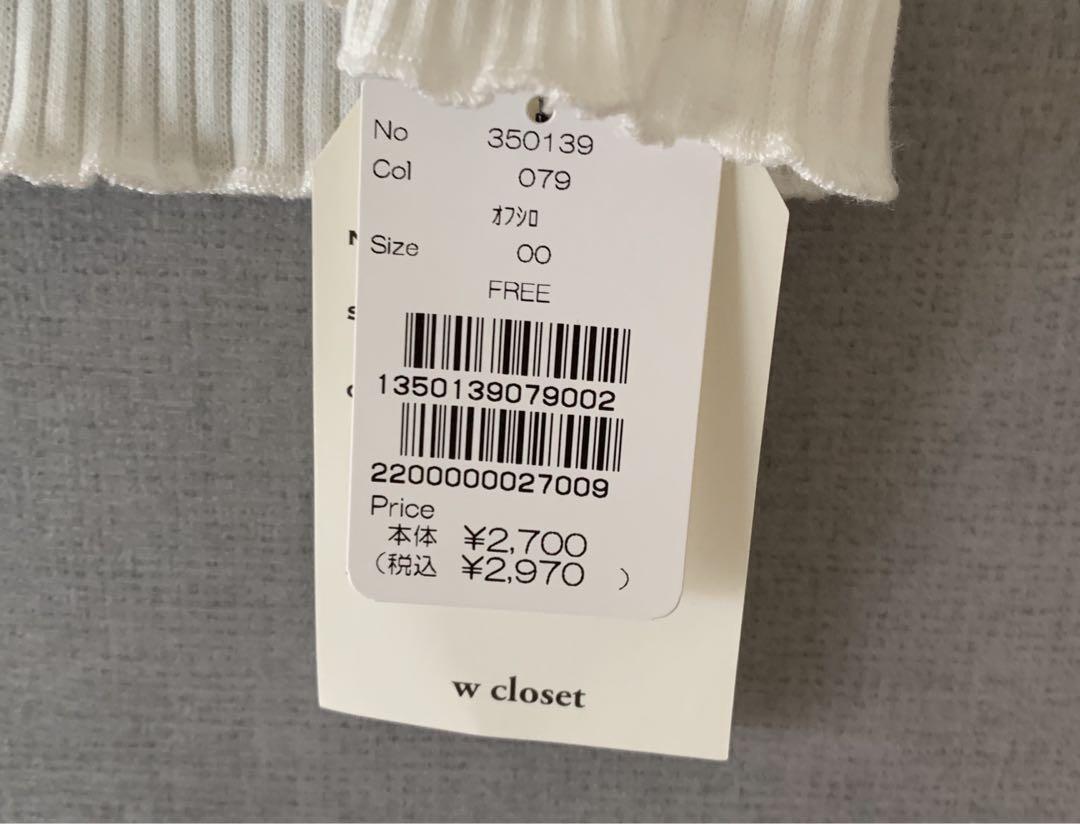 No 350139
Col 079
ｵﾌｼﾛ
Size 00
FREE
1350139079002
2200000027009
Price
本体 ¥2,700
(税込 ¥2,970 )
w closet